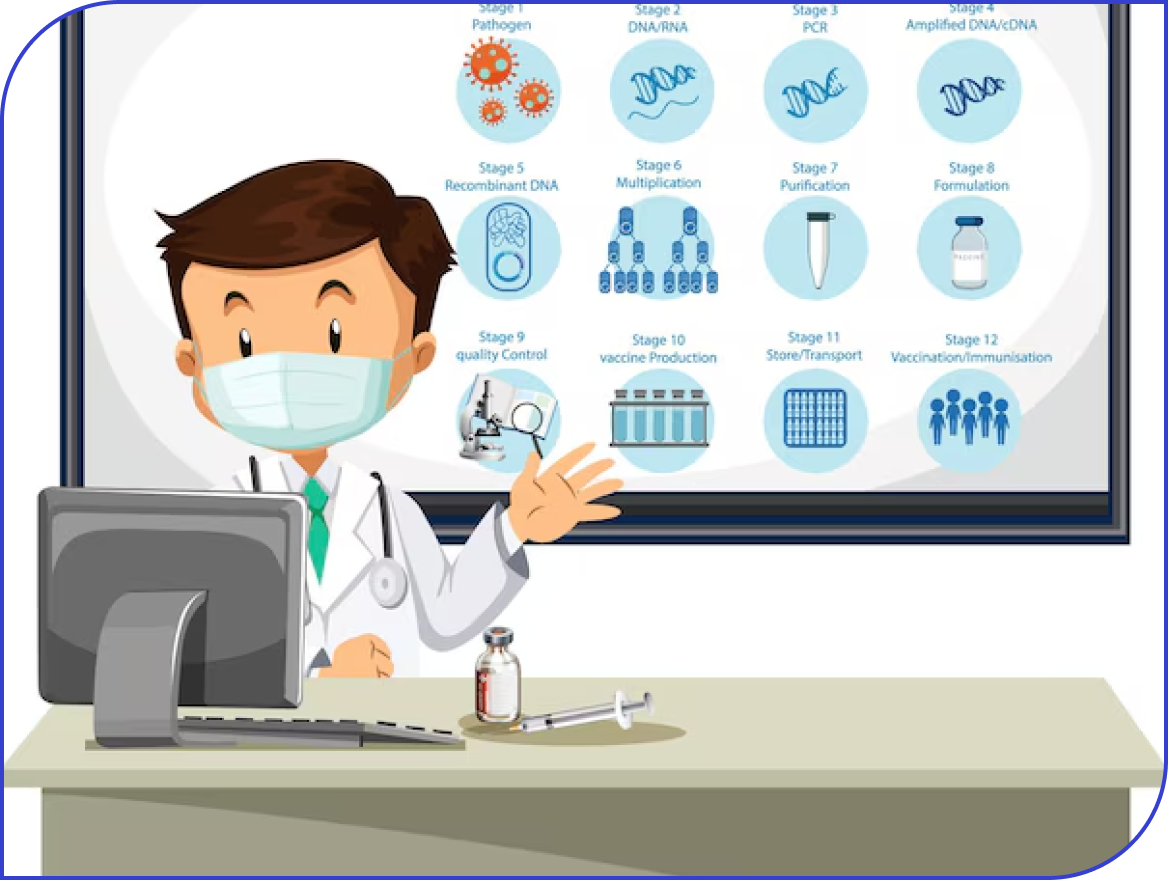 Stage 1
Pathogen
Stage 2
DNA/RNA
Stage 3
PCR
Stage 4
Amplified DNA/cDNA
Stage 5
Recombinant DNA
Stage 6
Multiplication
Stage 7
Purification
Stage 8
Formulation
VACCINE
Stage 9
quality Control
Stage 10
vaccine Production
Stage 11
Store/Transport
Stage 12
Vaccination/Immunisation